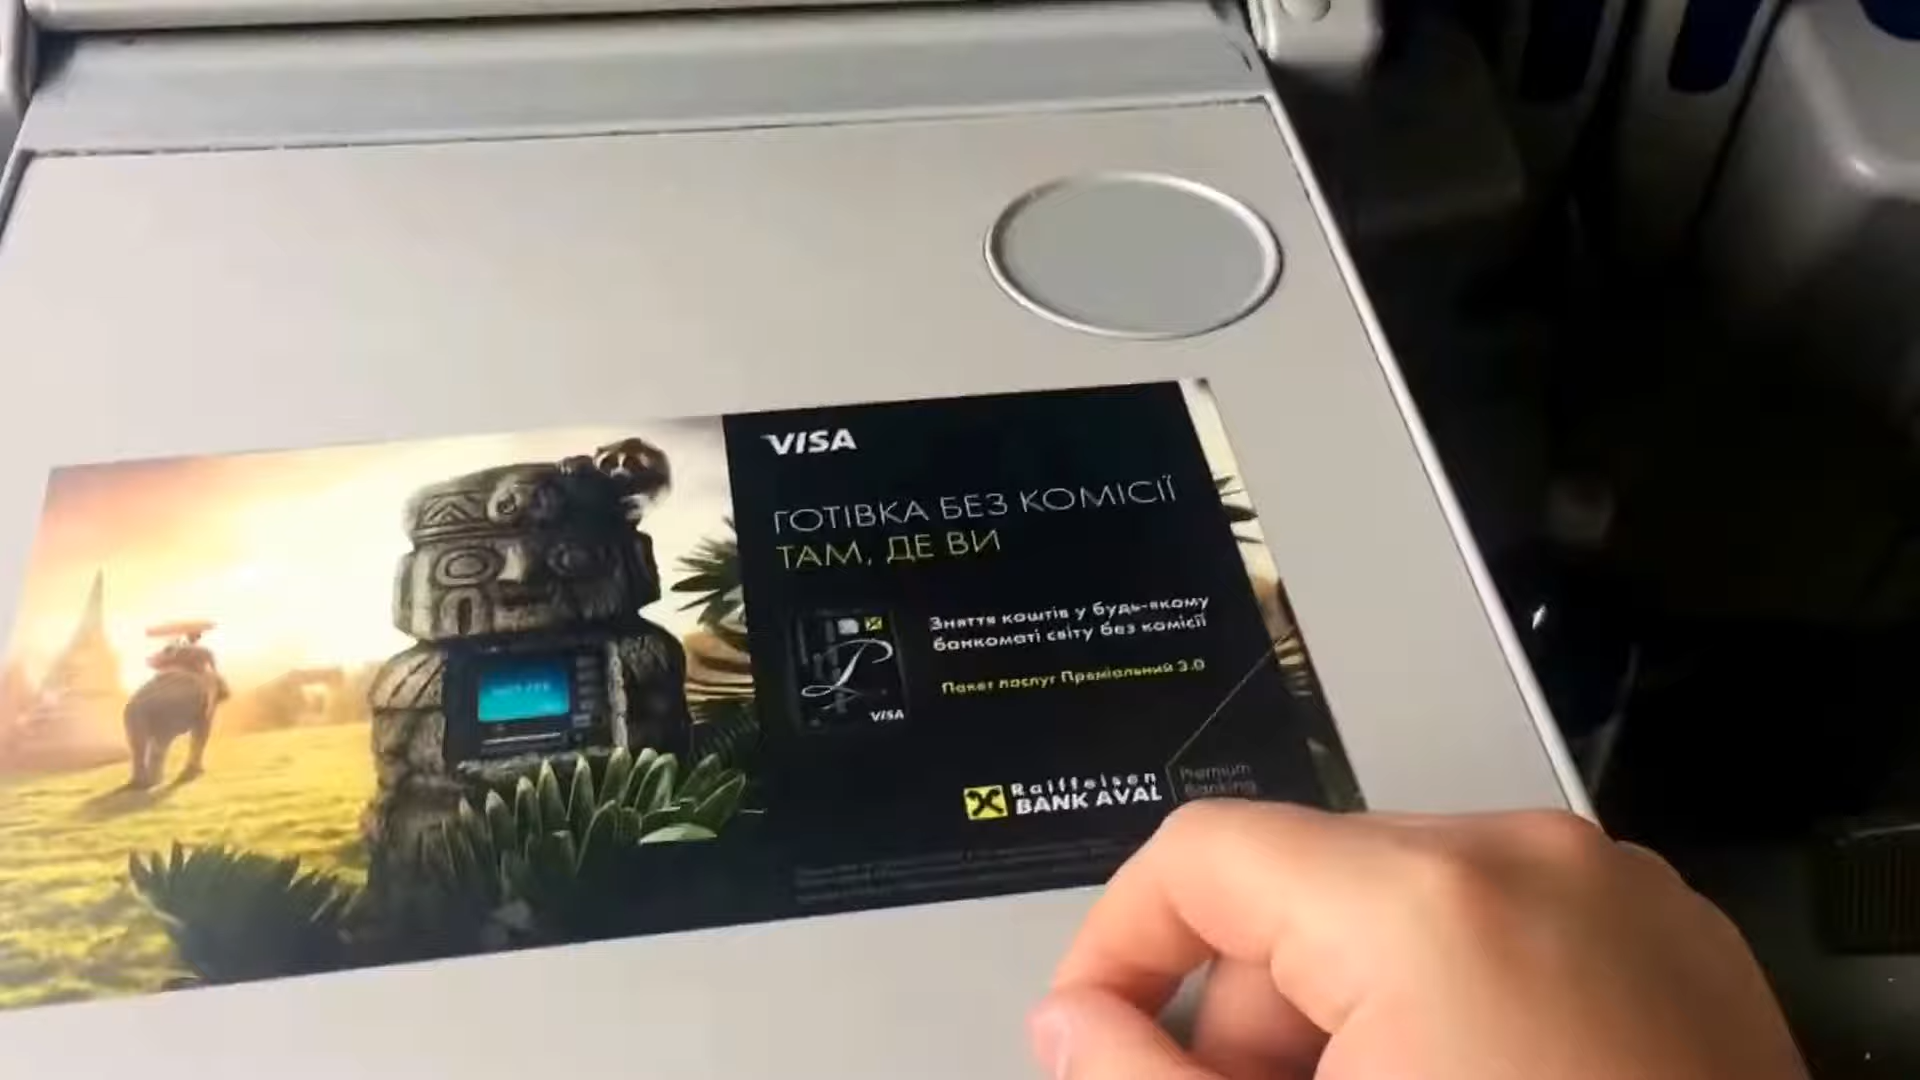 VISA
ГОТІВКА БЕЗ КОМІСІЇ
ТАМ, ДЕ ВИ
Зняття коштів у будь-якому
банкоматі світу без комісії
Пакет послуг Преміальний 3.0
VISA
Raiffeisen
BANK AVAL
Premium
Banking